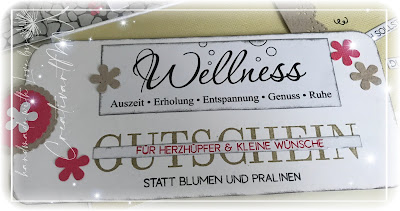 Wellness
Auszeit • Erholung • Entspannung • Genuss • Ruhe
GUTSCHEIN
FÜR HERZHÜPFER & KLEINE WÜNSCHE
STATT BLUMEN UND PRALINEN